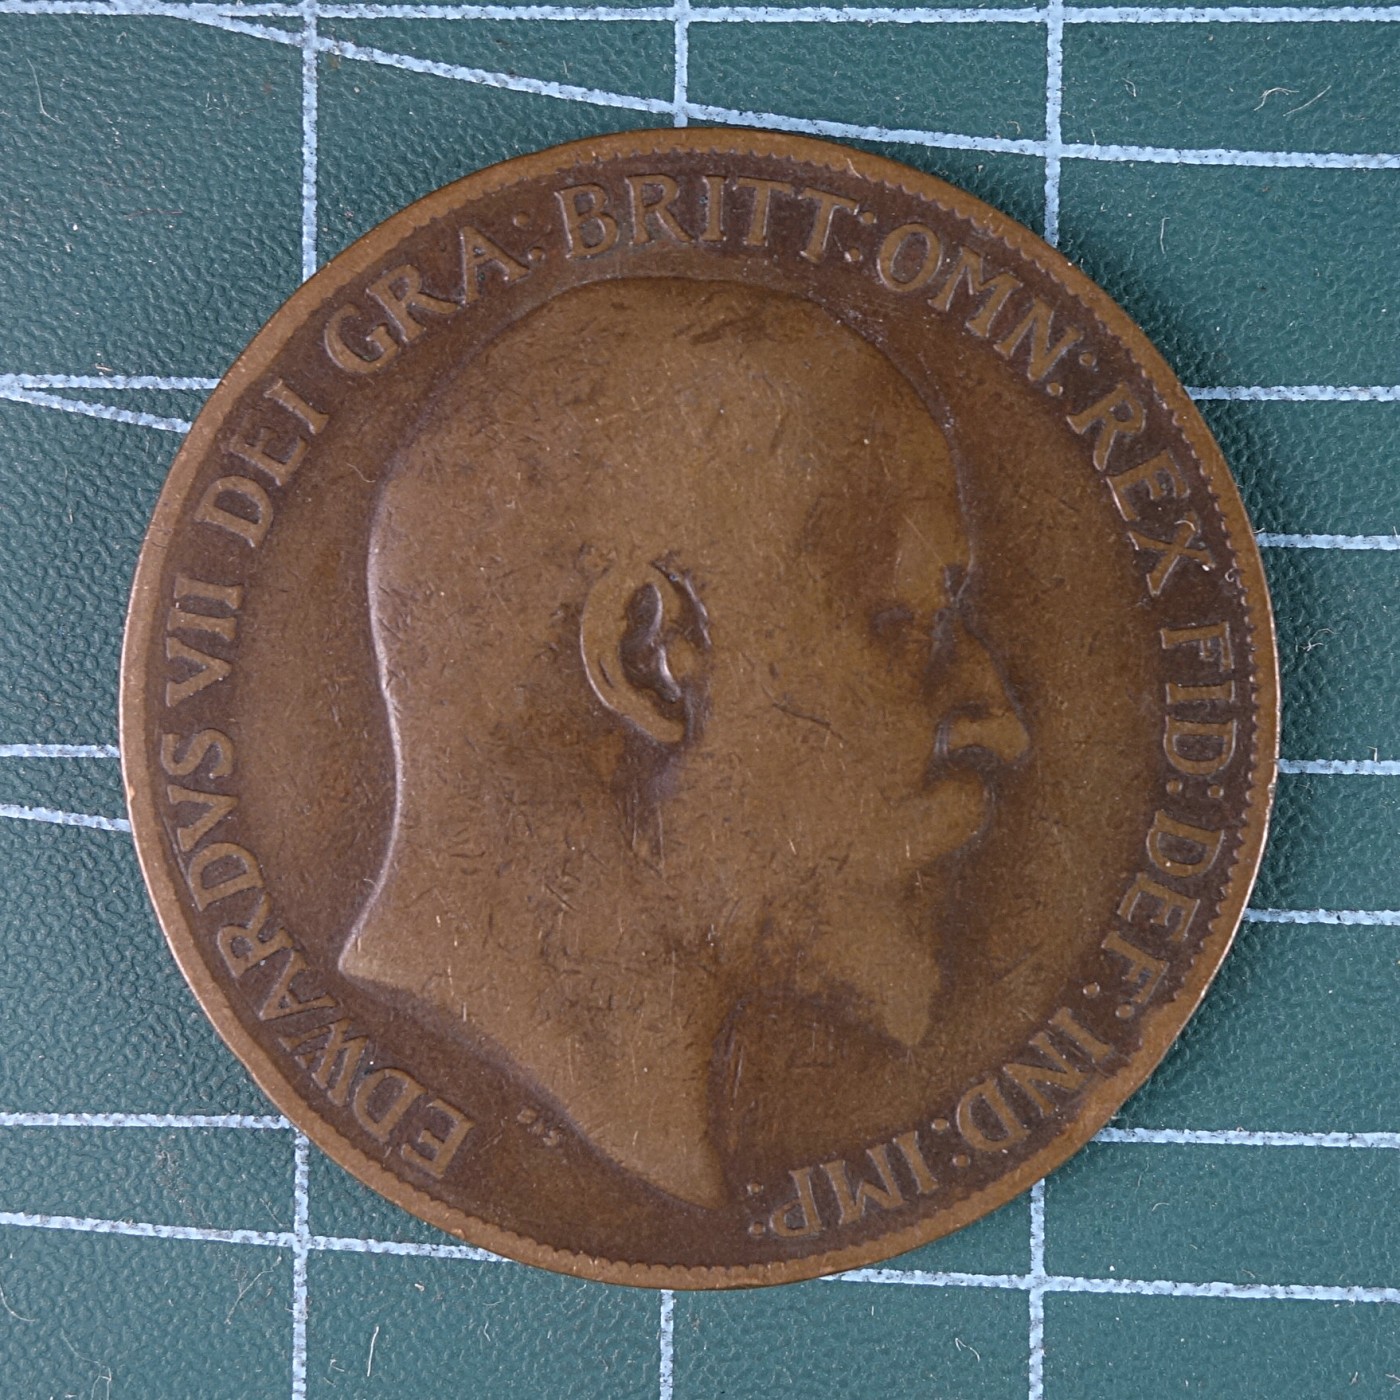 EDWARDVS VII DEI GRA: BRITT: OMN: REX FID: DEF: IND: IMP: